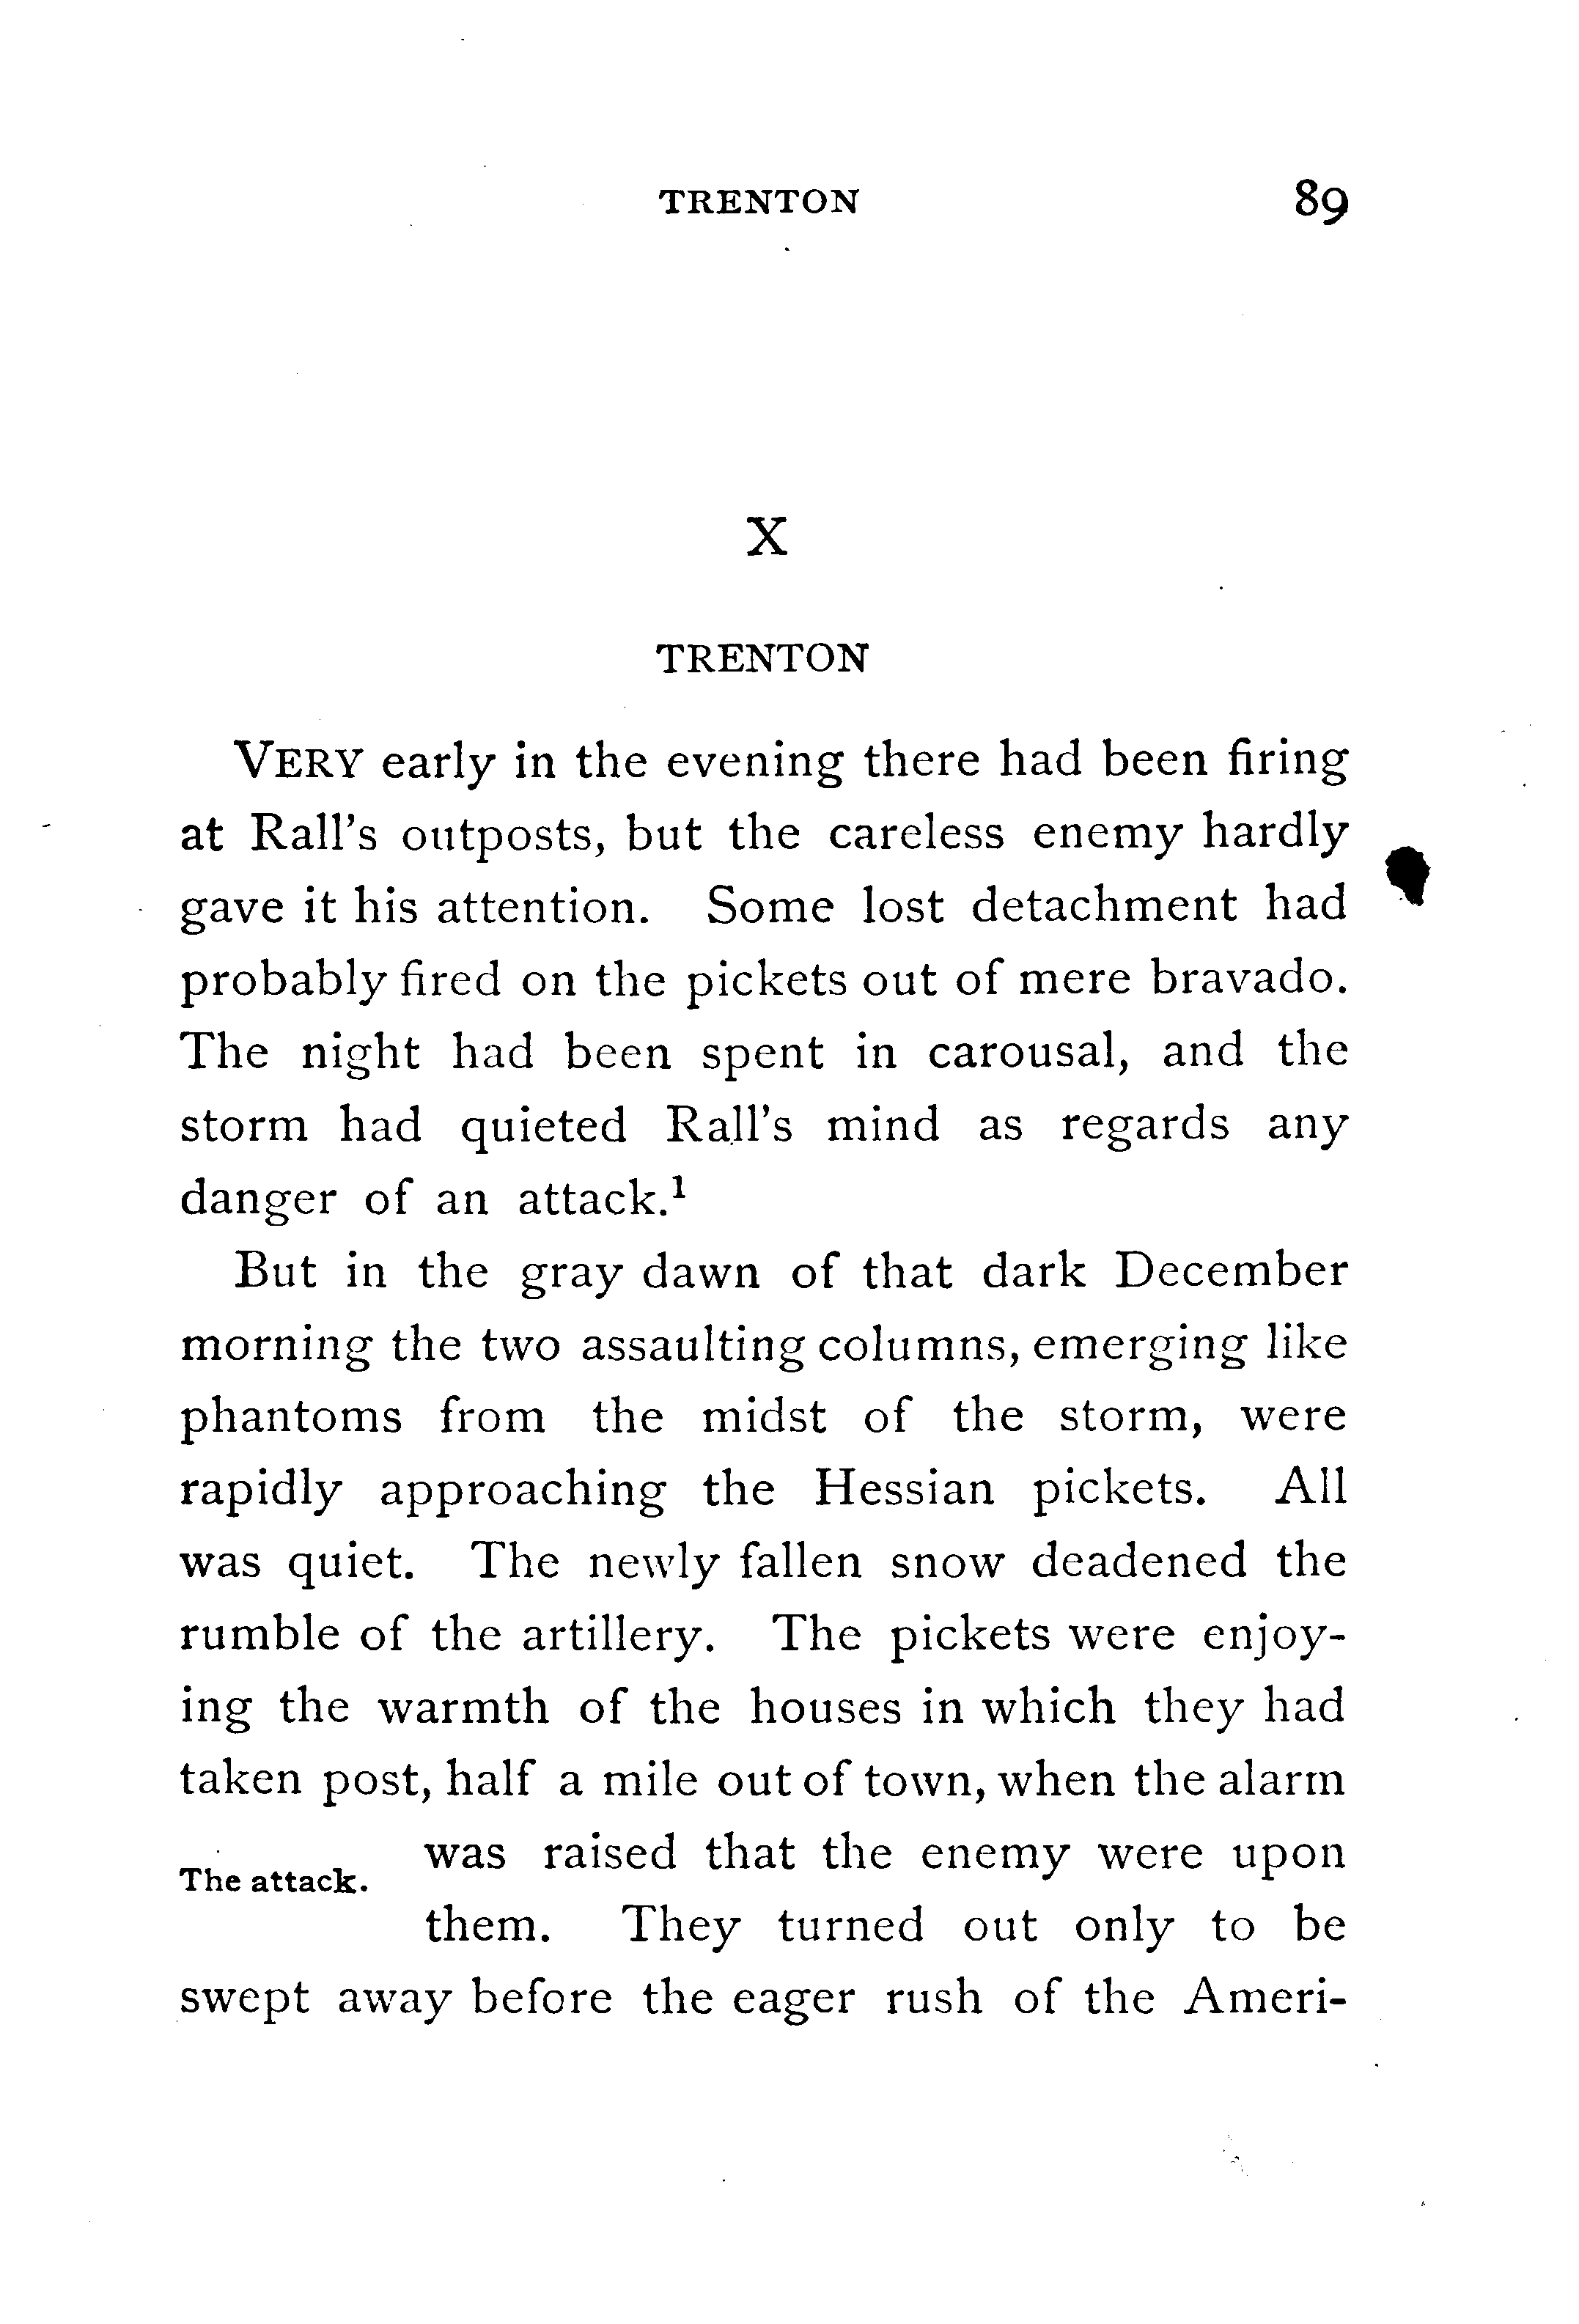 TRENTON 89
X
TRENTON
VERY early in the evening there had been firing
at Rall's outposts, but the careless enemy hardly
gave it his attention. Some lost detachment had
probably fired on the pickets out of mere bravado.
The night had been spent in carousal, and the
storm had quieted Rall's mind as regards any
danger of an attack.¹
But in the gray dawn of that dark December
morning the two assaulting columns, emerging like
phantoms from the midst of the storm, were
rapidly approaching the Hessian pickets. All
was quiet. The newly fallen snow deadened the
rumble of the artillery. The pickets were enjoy-
ing the warmth of the houses in which they had
taken post, half a mile out of town, when the alarm
The attack.
was raised that the enemy were upon
them. They turned out only to be
swept away before the eager rush of the Ameri-